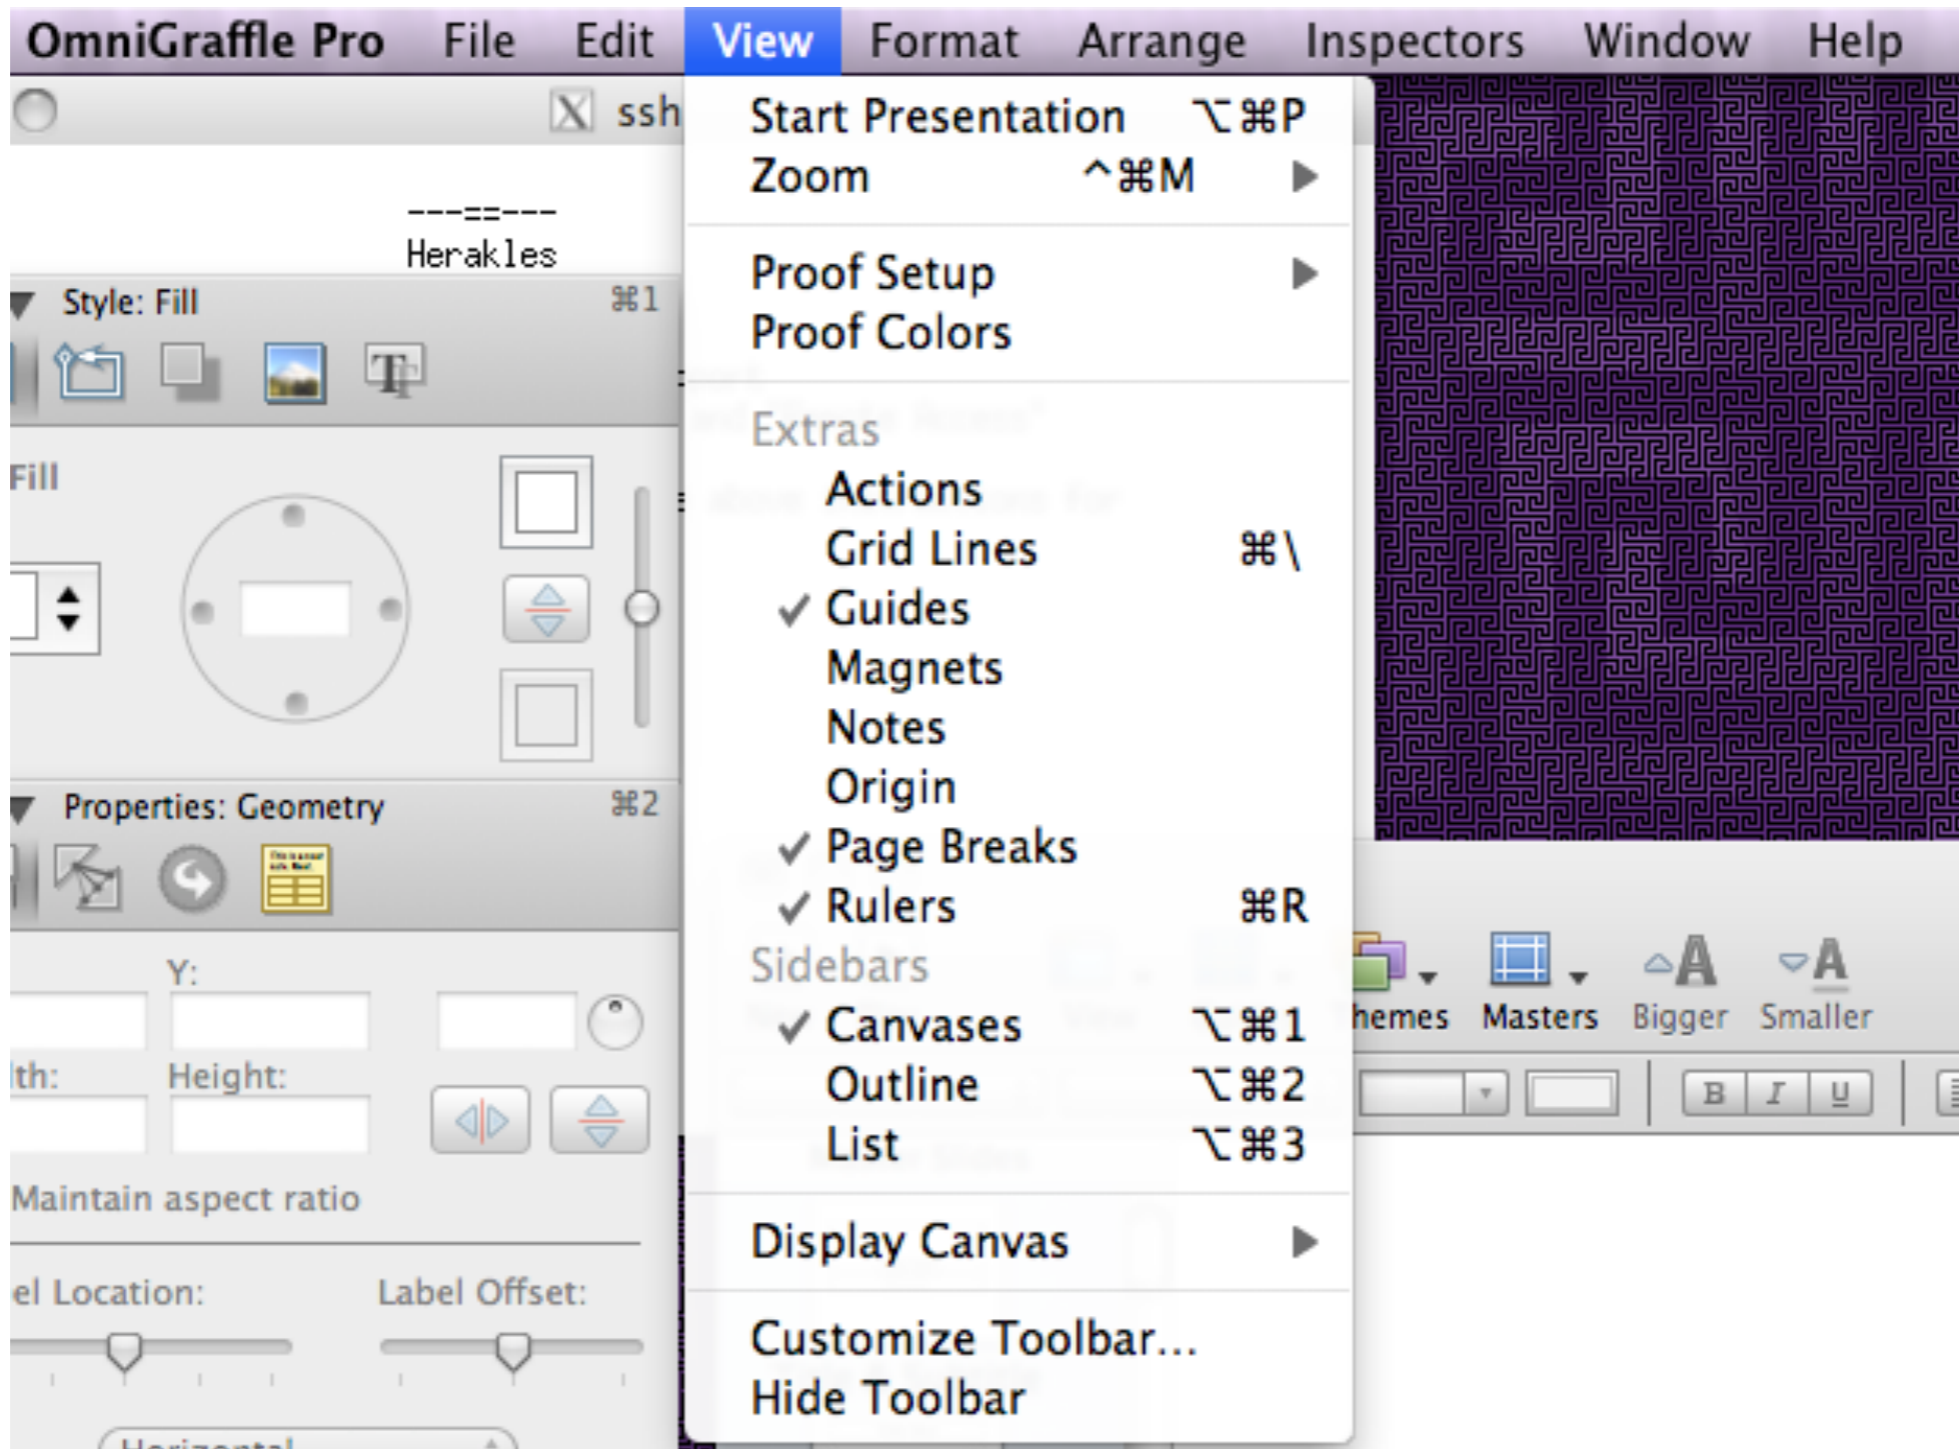 OmniGraffle Pro File Edit View Format Arrange Inspectors Window Help
X ssh
---==---
Herakles
Style: Fill ⌘1
Fill
Properties: Geometry ⌘2
Y:
Height:
Maintain aspect ratio
Location:
Label Offset:
Horizontal
Start Presentation ⌥⌘P
Zoom ^⌘M
Proof Setup
Proof Colors
Extras
Actions
Grid Lines ⌘\
✓ Guides
Magnets
Notes
Origin
✓ Page Breaks
✓ Rulers ⌘R
Sidebars
✓ Canvases ⌥⌘1
Outline ⌥⌘2
List ⌥⌘3
Display Canvas
Customize Toolbar...
Hide Toolbar
hemes Masters Bigger Smaller
B I U